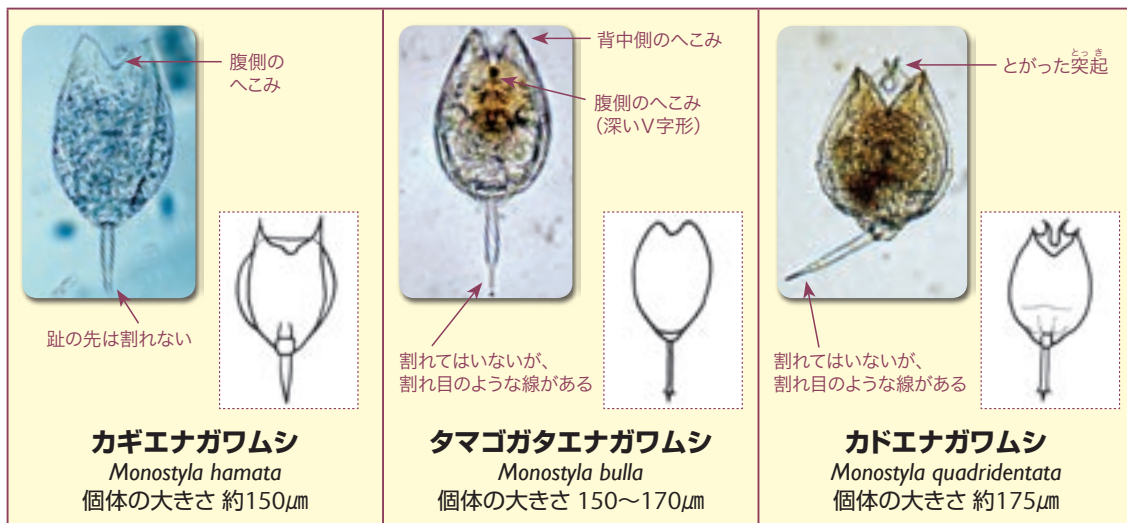 腹側の
へこみ
趾の先は割れない
カギエナガワムシ
Monostyla hamata
個体の大きさ 約150㎛
背中側のへこみ
腹側のへこみ
（深いV字形）
割れてはいないが、
割れ目のような線がある
タマゴガタエナガワムシ
Monostyla bulla
個体の大きさ 150～170㎛
とっき
とがった突起
割れてはいないが、
割れ目のような線がある
カドエナガワムシ
Monostyla quadridentata
個体の大きさ 約175㎛